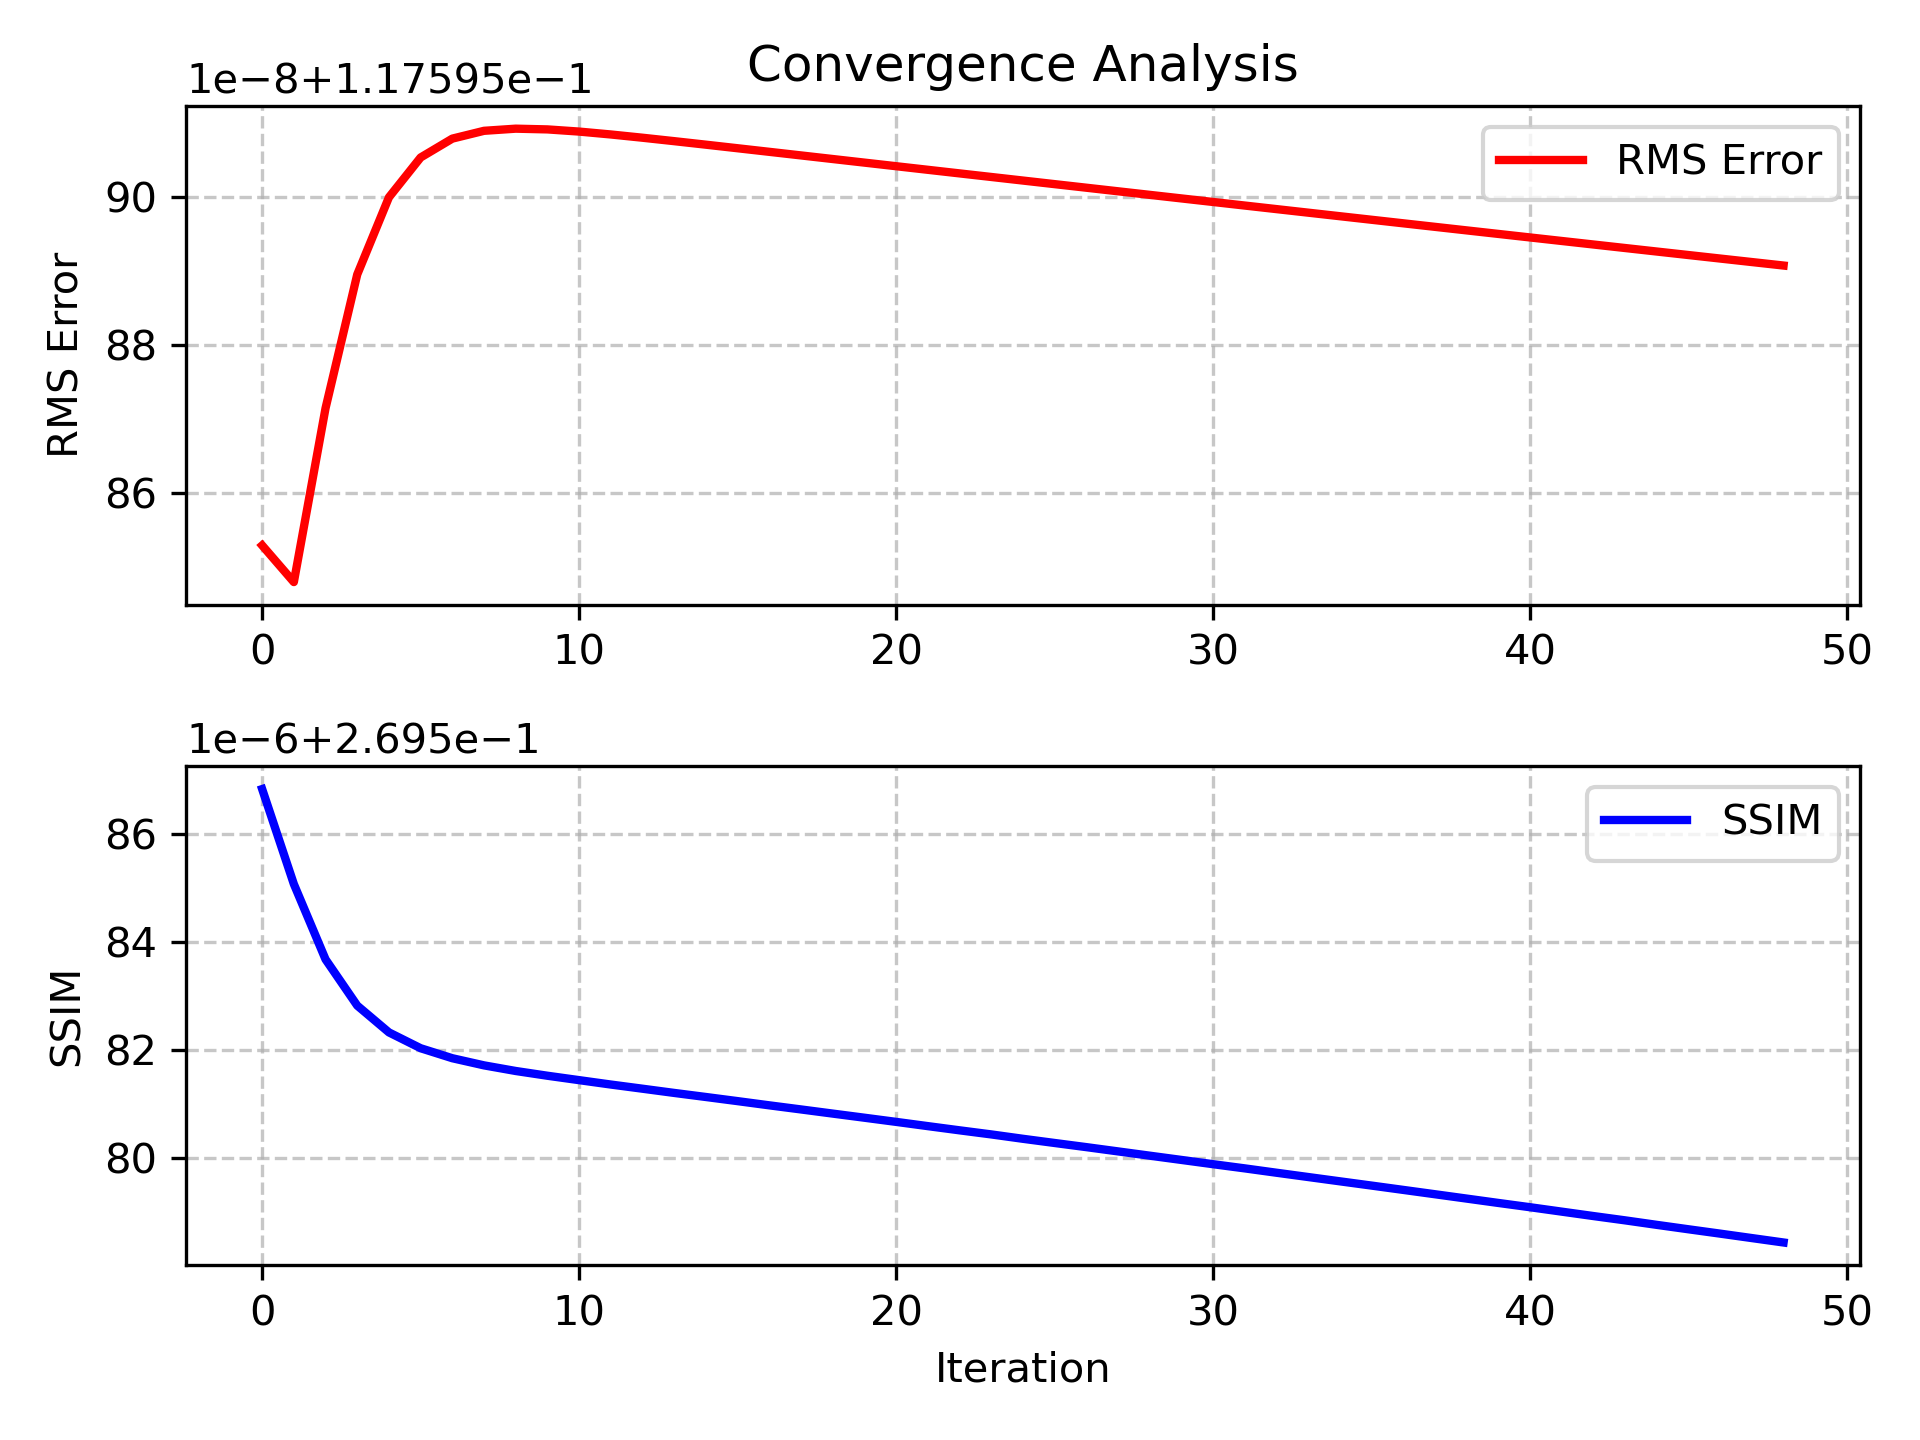 Convergence Analysis
1e−8+1.17595e−1
RMS Error
90
88
86
RMS Error
0 10 20 30 40 50
1e−6+2.695e−1
SSIM
86
84
82
80
SSIM
0 10 20 30 40 50
Iteration